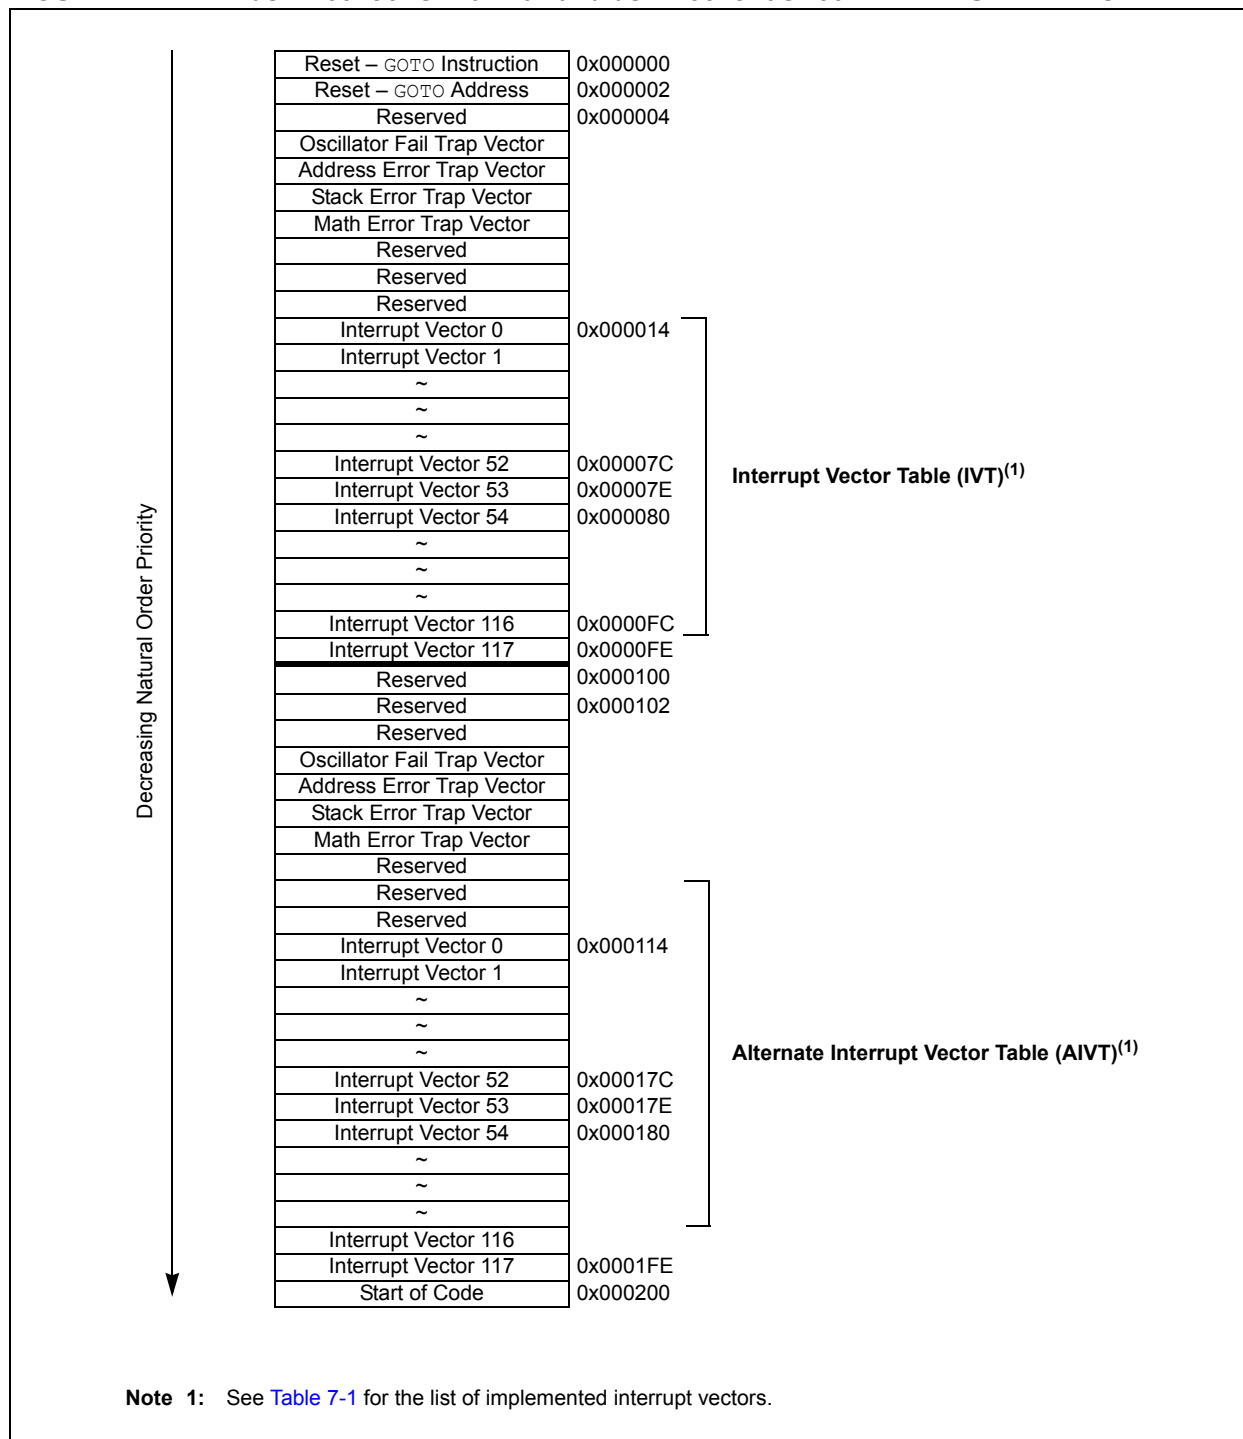 Reset – GOTO Instruction 0x000000
Reset – GOTO Address 0x000002
Reserved 0x000004
Oscillator Fail Trap Vector
Address Error Trap Vector
Stack Error Trap Vector
Math Error Trap Vector
Reserved
Reserved
Reserved
Interrupt Vector 0 0x000014
Interrupt Vector 1
~
~
~
Interrupt Vector 52 0x00007C
Interrupt Vector Table (IVT)(1)
Interrupt Vector 53 0x00007E
Interrupt Vector 54 0x000080
~
~
~
Interrupt Vector 116 0x0000FC
Interrupt Vector 117 0x0000FE
Decreasing Natural Order Priority
Reserved 0x000100
Reserved 0x000102
Reserved
Oscillator Fail Trap Vector
Address Error Trap Vector
Stack Error Trap Vector
Math Error Trap Vector
Reserved
Reserved
Reserved
Interrupt Vector 0 0x000114
Interrupt Vector 1
~
~
~
Alternate Interrupt Vector Table (AIVT)(1)
Interrupt Vector 52 0x00017C
Interrupt Vector 53 0x00017E
Interrupt Vector 54 0x000180
~
~
~
Interrupt Vector 116
Interrupt Vector 117 0x0001FE
Start of Code 0x000200
Note 1: See Table 7-1 for the list of implemented interrupt vectors.